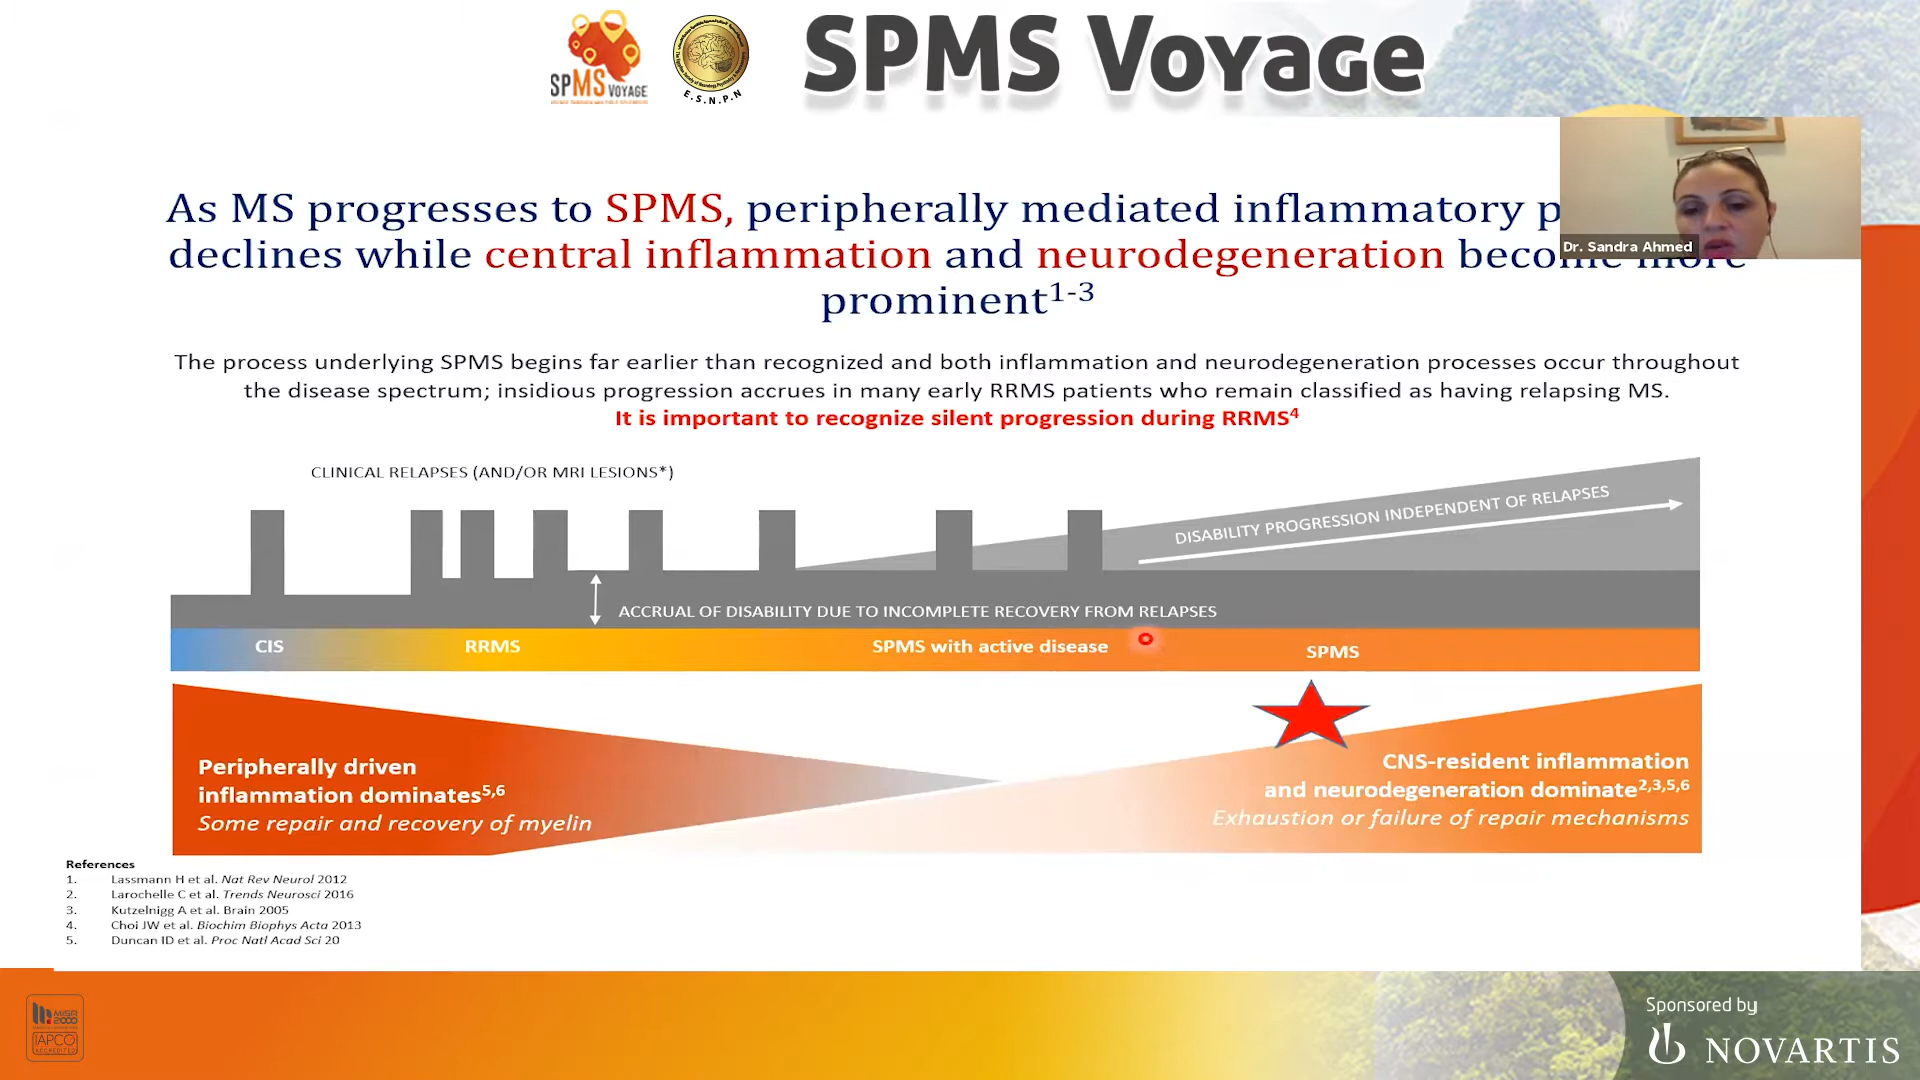 SPMS VOYAGE
E.S.N.P.N
SPMS Voyage
As MS progresses to SPMS, peripherally mediated inflammatory
declines while central inflammation and neurodegeneration become more
prominent1-3
Dr. Sandra Ahmed
The process underlying SPMS begins far earlier than recognized and both inflammation and neurodegeneration processes occur throughout
the disease spectrum; insidious progression accrues in many early RRMS patients who remain classified as having relapsing MS.
It is important to recognize silent progression during RRMS4
CLINICAL RELAPSES (AND/OR MRI LESIONS*)
DISABILITY PROGRESSION INDEPENDENT OF RELAPSES
ACCRUAL OF DISABILITY DUE TO INCOMPLETE RECOVERY FROM RELAPSES
CIS
RRMS
SPMS with active disease
SPMS
Peripherally driven
inflammation dominates5,6
Some repair and recovery of myelin
CNS-resident inflammation
and neurodegeneration dominate2,3,5,6
Exhaustion or failure of repair mechanisms
References
1. Lassmann H et al. Nat Rev Neurol 2012
2. Larochelle C et al. Trends Neurosci 2016
3. Kutzelnigg A et al. Brain 2005
4. Choi JW et al. Biochim Biophys Acta 2013
5. Duncan ID et al. Proc Natl Acad Sci 20
MISR
2000
IAPCO
ACCREDITED
Sponsored by
NOVARTIS